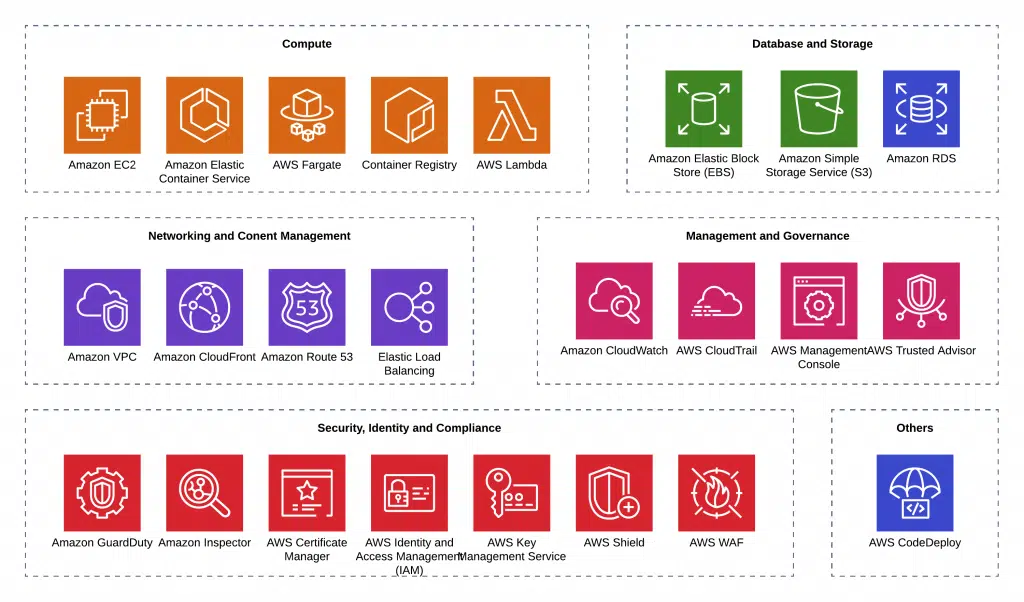 Compute
Amazon EC2
Amazon Elastic
Container Service
AWS Fargate
Container Registry
AWS Lambda
Database and Storage
Amazon Elastic Block
Store (EBS)
Amazon Simple
Storage Service (S3)
Amazon RDS
Networking and Conent Management
Amazon VPC
Amazon CloudFront
53
Amazon Route 53
Elastic Load
Balancing
Management and Governance
Amazon CloudWatch
AWS CloudTrail
AWS Management
Console
AWS Trusted Advisor
Security, Identity and Compliance
Amazon GuardDuty
Amazon Inspector
AWS Certificate
Manager
AWS Identity and
Access Management
(IAM)
AWS Key
Management Service
AWS Shield
AWS WAF
Others
</>
AWS CodeDeploy